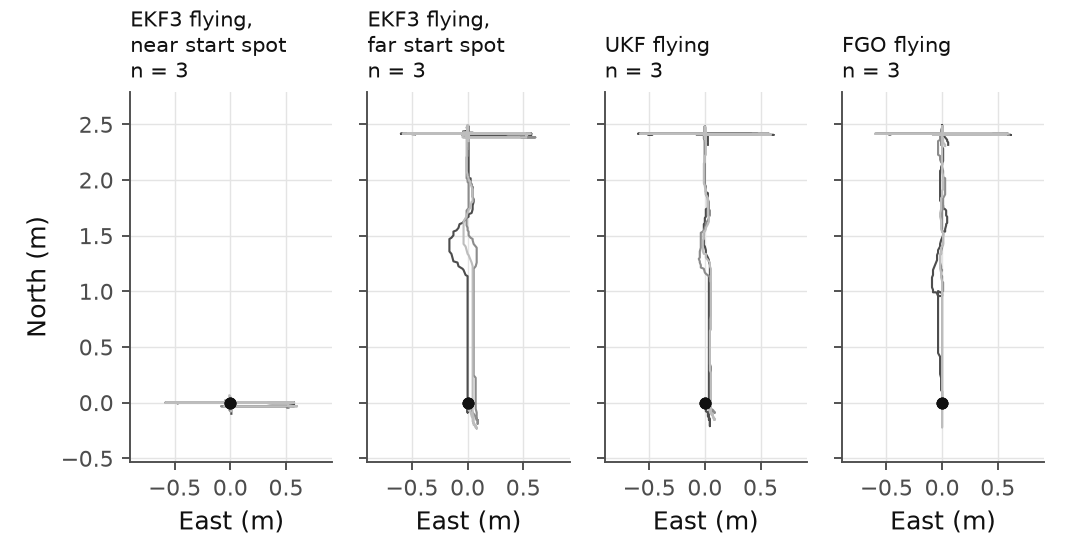 EKF3 flying,
near start spot
n = 3
EKF3 flying,
far start spot
n = 3
UKF flying
n = 3
FGO flying
n = 3
North (m)
2.5
2.0
1.5
1.0
0.5
0.0
−0.5
−0.5 0.0 0.5
−0.5 0.0 0.5
−0.5 0.0 0.5
−0.5 0.0 0.5
East (m)
East (m)
East (m)
East (m)